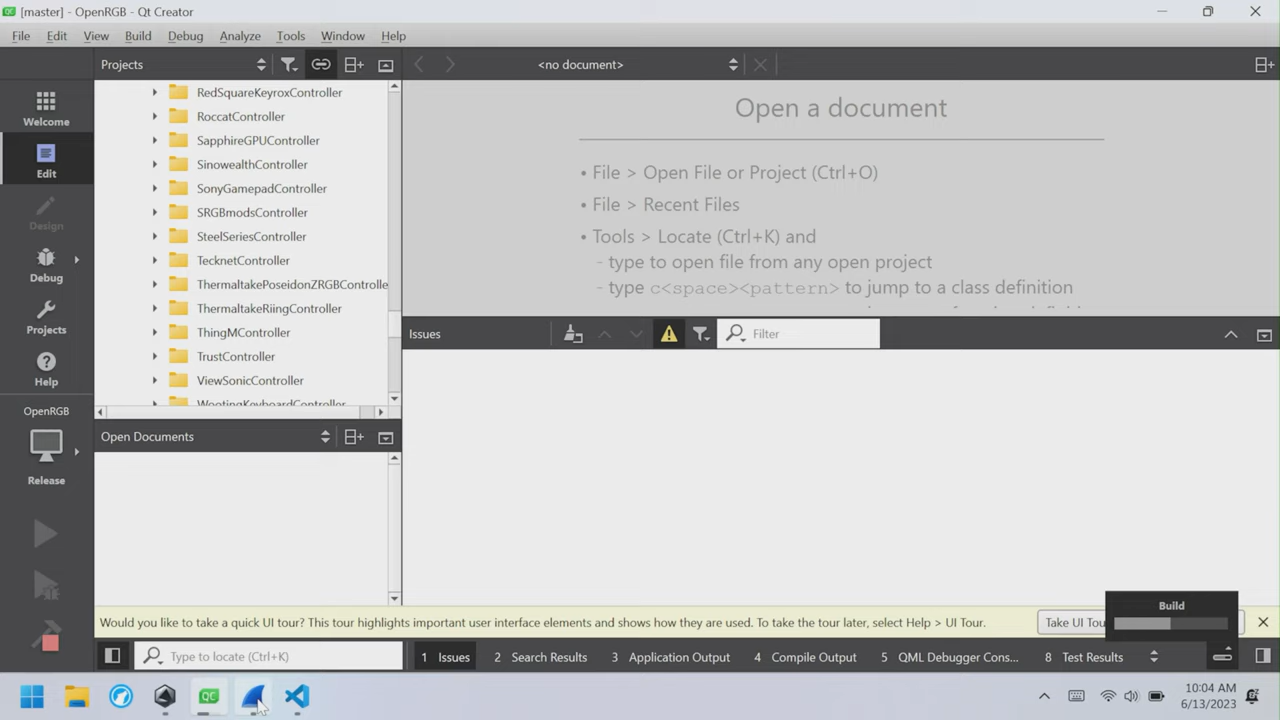 [master] - OpenRGB - Qt Creator
File Edit View Build Debug Analyze Tools Window Help
Projects
<no document>
Welcome
Edit
Design
Debug
Projects
Help
OpenRGB
Release
RedSquareKeyroxController
RoccatController
SapphireGPUController
SinowealthController
SonyGamepadController
SRGBmodsController
SteelSeriesController
TecknetController
ThermaltakePoseidonZRGBControlle
ThermaltakeRiingController
ThingMController
TrustController
ViewSonicController
WootingKeyboardController
Open Documents
Open a document
• File > Open File or Project (Ctrl+O)
• File > Recent Files
• Tools > Locate (Ctrl+K) and
- type to open file from any open project
- type c<space><pattern> to jump to a class definition
Issues Filter
Would you like to take a quick UI tour? This tour highlights important user interface elements and shows how they are used. To take the tour later, select Help > UI Tour. Take UI Tou
Build
Type to locate (Ctrl+K) 1 Issues 2 Search Results 3 Application Output 4 Compile Output 5 QML Debugger Cons... 8 Test Results
10:04 AM
6/13/2023